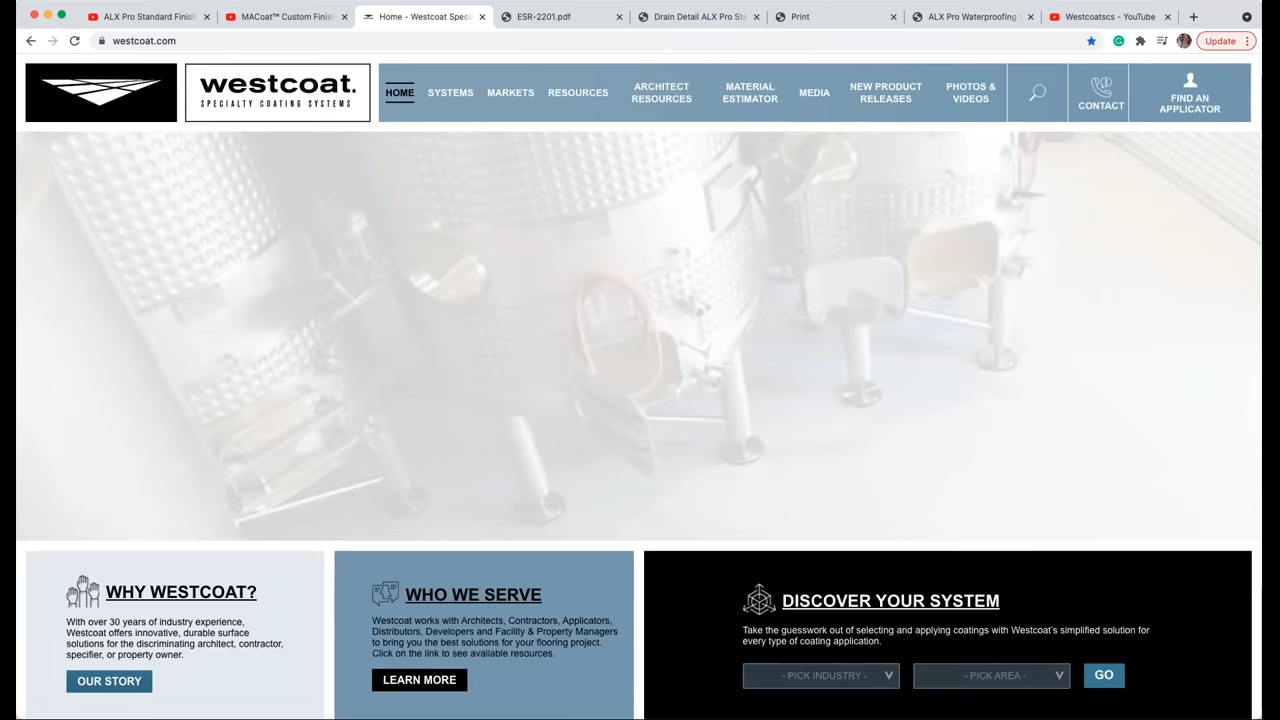 ALX Pro Standard Finish
MACoat™ Custom Finish
Home - Westcoat Speci
ESR-2201.pdf
Drain Detail ALX Pro Sta
Print
ALX Pro Waterproofing
Westcoatscs - YouTube
westcoat.com
Update
westcoat.
SPECIALTY COATING SYSTEMS
HOME
SYSTEMS
MARKETS
RESOURCES
ARCHITECT
RESOURCES
MATERIAL
ESTIMATOR
MEDIA
NEW PRODUCT
RELEASES
PHOTOS &
VIDEOS
CONTACT
FIND AN
APPLICATOR
WHY WESTCOAT?
With over 30 years of industry experience,
Westcoat offers innovative, durable surface
solutions for the discriminating architect, contractor,
specifier, or property owner.
OUR STORY
WHO WE SERVE
Westcoat works with Architects, Contractors, Applicators,
Distributors, Developers and Facility & Property Managers
to bring you the best solutions for your flooring project.
Click on the link to see available resources.
LEARN MORE
DISCOVER YOUR SYSTEM
Take the guesswork out of selecting and applying coatings with Westcoat's simplified solution for
every type of coating application.
- PICK INDUSTRY -
- PICK AREA -
GO